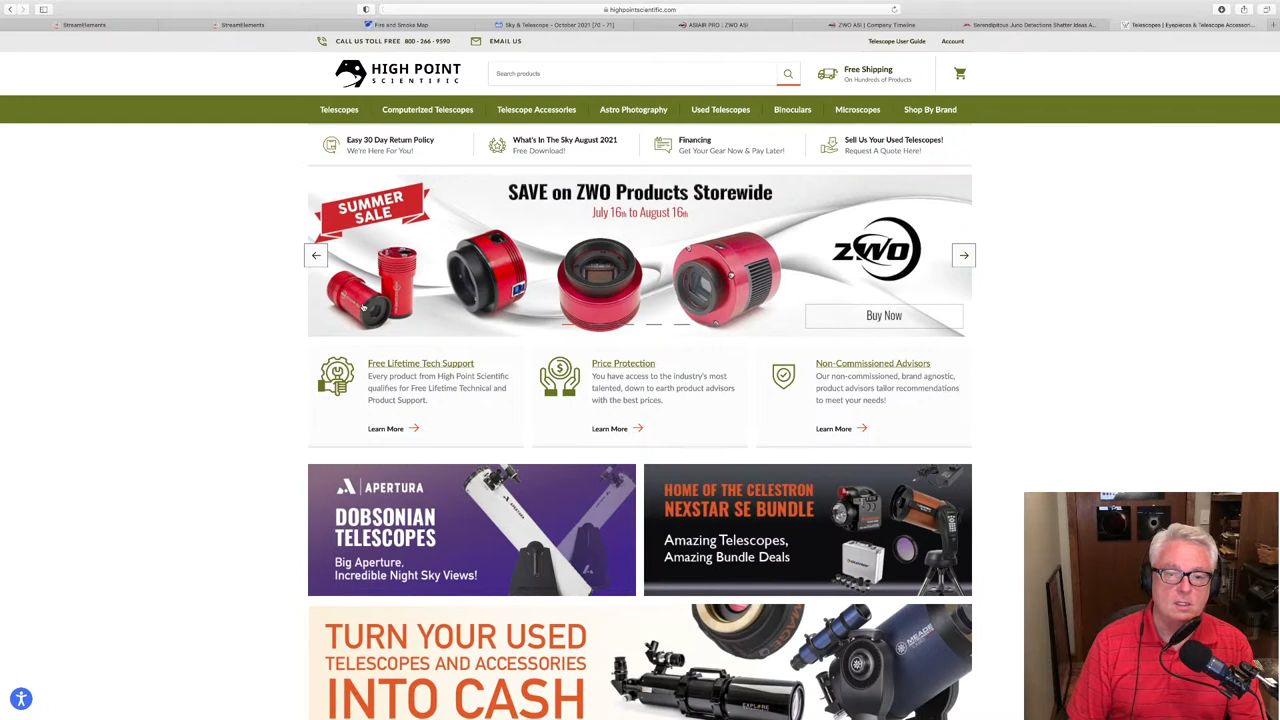 highpointscientific.com
StreamElements
StreamElements
Fire and Smoke Map
Sky & Telescope - October 2021 [70 - 71]
ASIAIR PRO | ZWO ASI
ZWO ASI | Company Timeline
Serendipitous Juno Detections Shatter Ideas A...
Telescopes | Eyepieces & Telescope Accessori...
CALL US TOLL FREE 800 - 266 - 9590
EMAIL US
Telescope User Guide
Account
HIGH POINT
SCIENTIFIC
Search products
Free Shipping
On Hundreds of Products
Telescopes
Computerized Telescopes
Telescope Accessories
Astro Photography
Used Telescopes
Binoculars
Microscopes
Shop By Brand
Easy 30 Day Return Policy
We're Here For You!
What's In The Sky August 2021
Free Download!
Financing
Get Your Gear Now & Pay Later!
Sell Us Your Used Telescopes!
Request A Quote Here!
SUMMER
SALE
SAVE on ZWO Products Storewide
July 16th to August 16th
ZWO
Buy Now
Free Lifetime Tech Support
Every product from High Point Scientific
qualifies for Free Lifetime Technical and
Product Support.
Learn More
Price Protection
You have access to the industry's most
talented, down to earth product advisors
with the best prices.
Learn More
Non-Commissioned Advisors
Our non-commissioned, brand agnostic,
product advisors tailor recommendations
to meet your needs!
Learn More
APERTURA
DOBSONIAN
TELESCOPES
Big Aperture,
Incredible Night Sky Views!
HOME OF THE CELESTRON
NEXSTAR SE BUNDLE
Amazing Telescopes,
Amazing Bundle Deals
TURN YOUR USED
TELESCOPES AND ACCESSORIES
INTO CASH
MEADE
EXPLORE